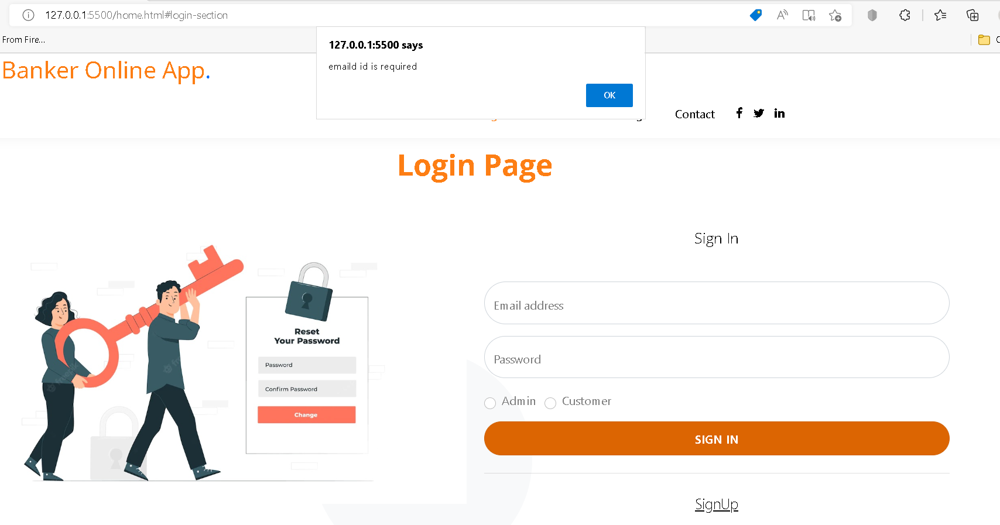 127.0.0.1:5500/home.html#login-section
From Fire...
127.0.0.1:5500 says
emaild id is required
OK
Banker Online App.
Contact
Login Page
Sign In
Email address
Password
Admin
Customer
SIGN IN
SignUp
Reset
Your Password
Password
Confirm Password
Change